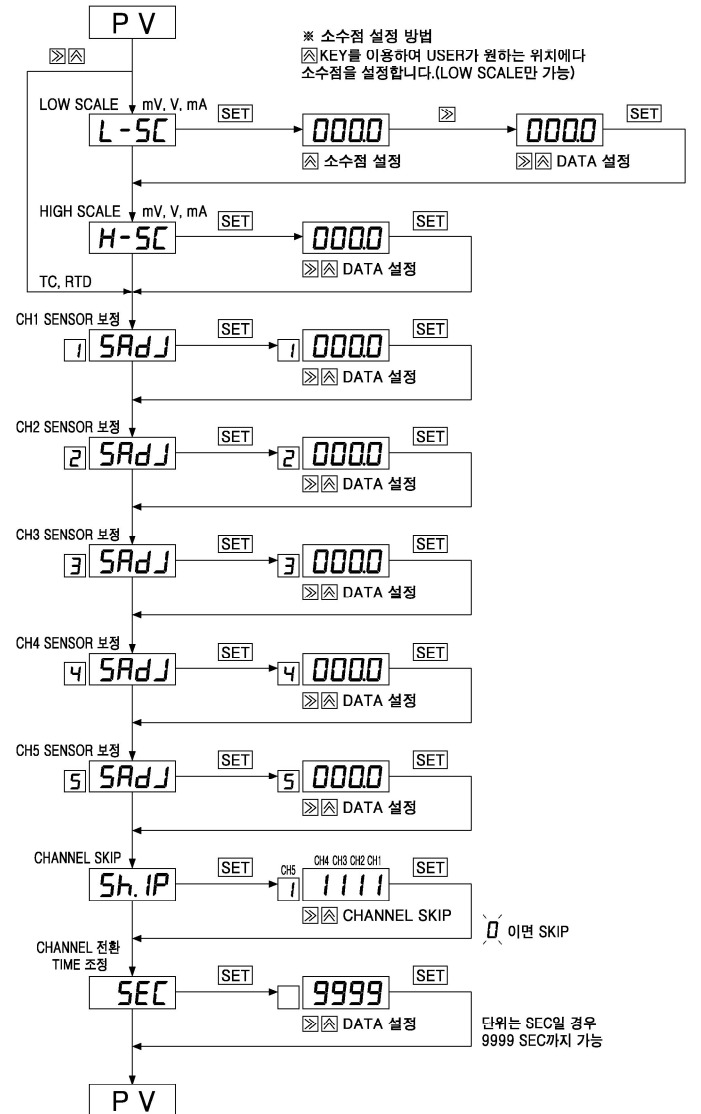 P V
※ 소수점 설정 방법
KEY를 이용하여 USER가 원하는 위치에다
소수점을 설정합니다.(LOW SCALE만 가능)
LOW SCALE mV, V, mA
L-SC SET 000.0 SET 000.0
소수점 설정 DATA 설정
HIGH SCALE mV, V, mA
H-SC SET 000.0 SET
DATA 설정
TC, RTD
CH1 SENSOR 보정
1 SAdJ SET 1 000.0 SET
DATA 설정
CH2 SENSOR 보정
2 SAdJ SET 2 000.0 SET
DATA 설정
CH3 SENSOR 보정
3 SAdJ SET 3 000.0 SET
DATA 설정
CH4 SENSOR 보정
4 SAdJ SET 4 000.0 SET
DATA 설정
CH5 SENSOR 보정
5 SAdJ SET 5 000.0 SET
DATA 설정
CHANNEL SKIP
CH5 CH4 CH3 CH2 CH1
Sh.IP SET 1 1111 SET
CHANNEL SKIP
0 이면 SKIP
CHANNEL 전환
TIME 조정
SEC SET 9999 SET
DATA 설정
단위는 SEC일 경우
9999 SEC까지 가능
P V